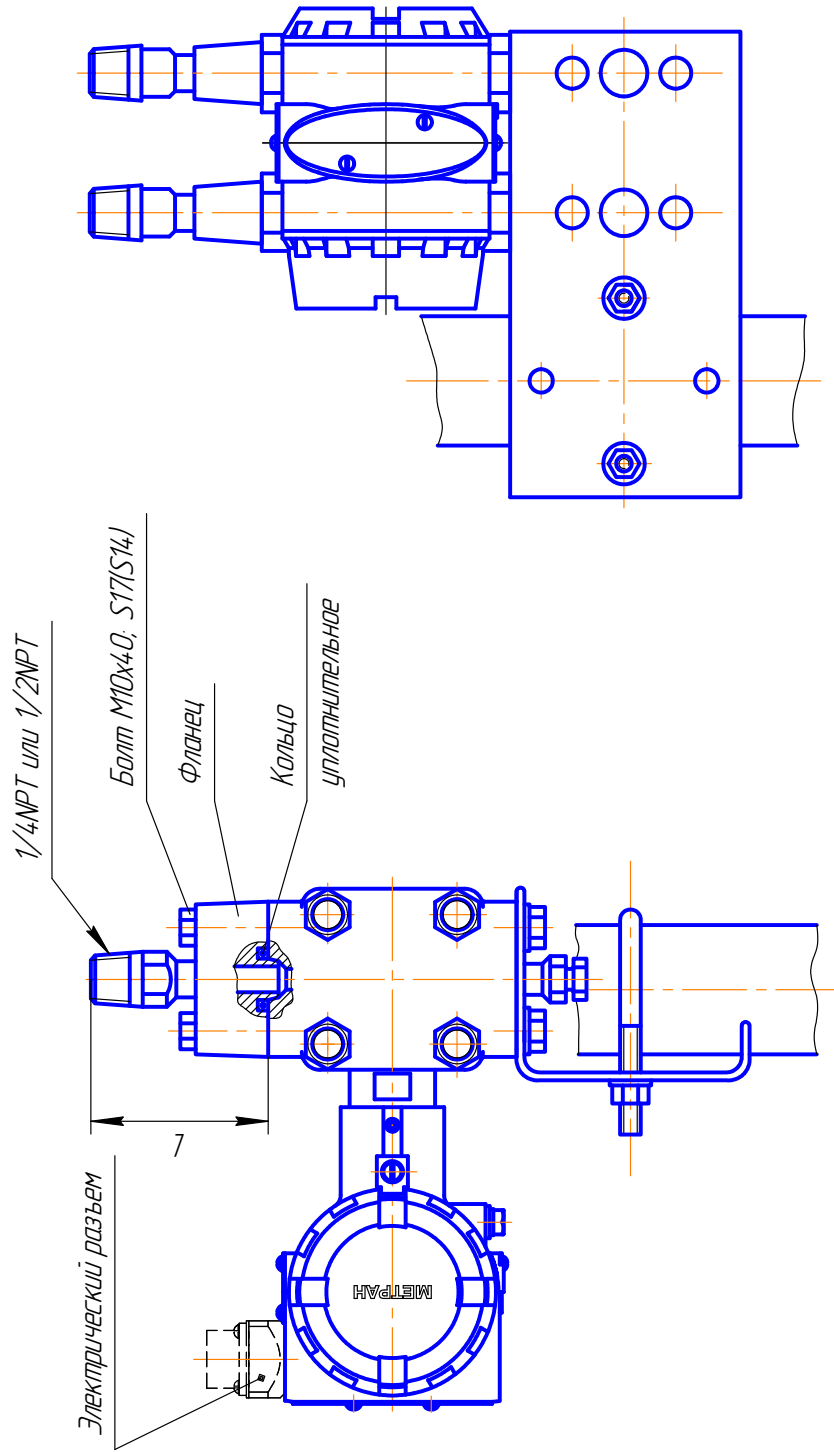 1/4NPT или 1/2NPT
Болт М10х40; S17(S14)
Фланец
Кольцо
уплотнительное
7
Электрический разъем
МЕТРАН